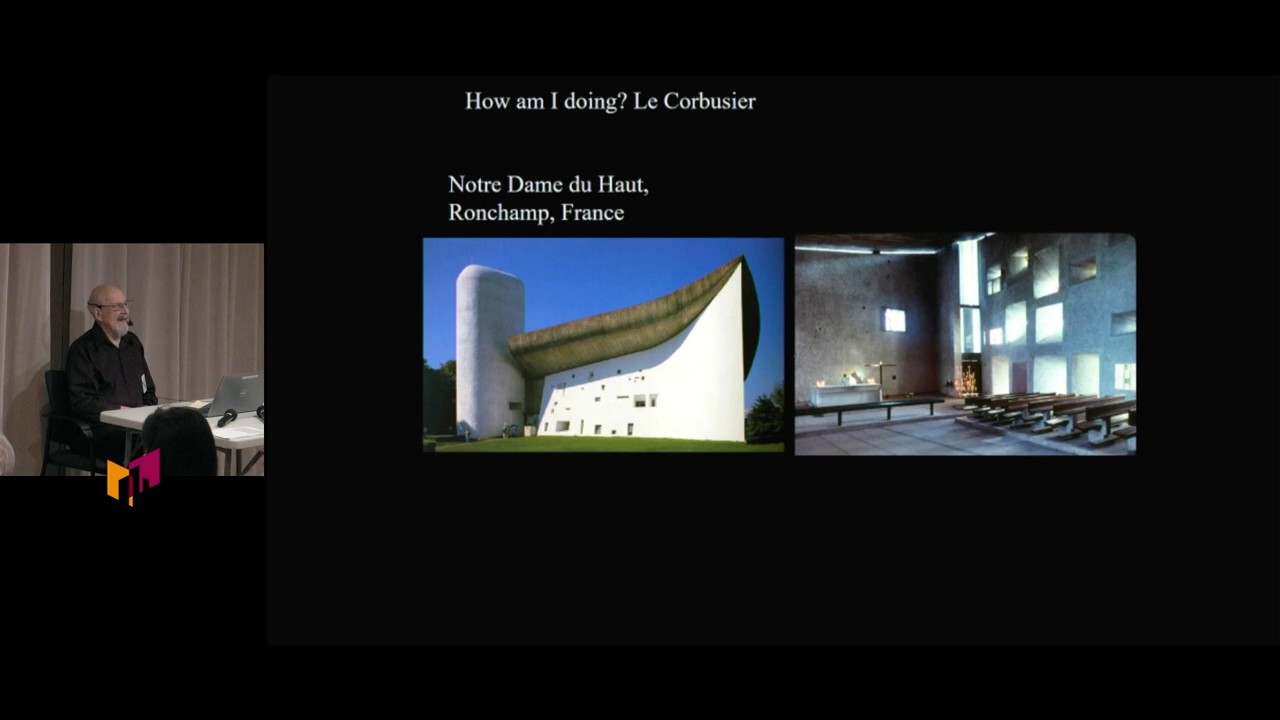 How am I doing? Le Corbusier
Notre Dame du Haut,
Ronchamp, France